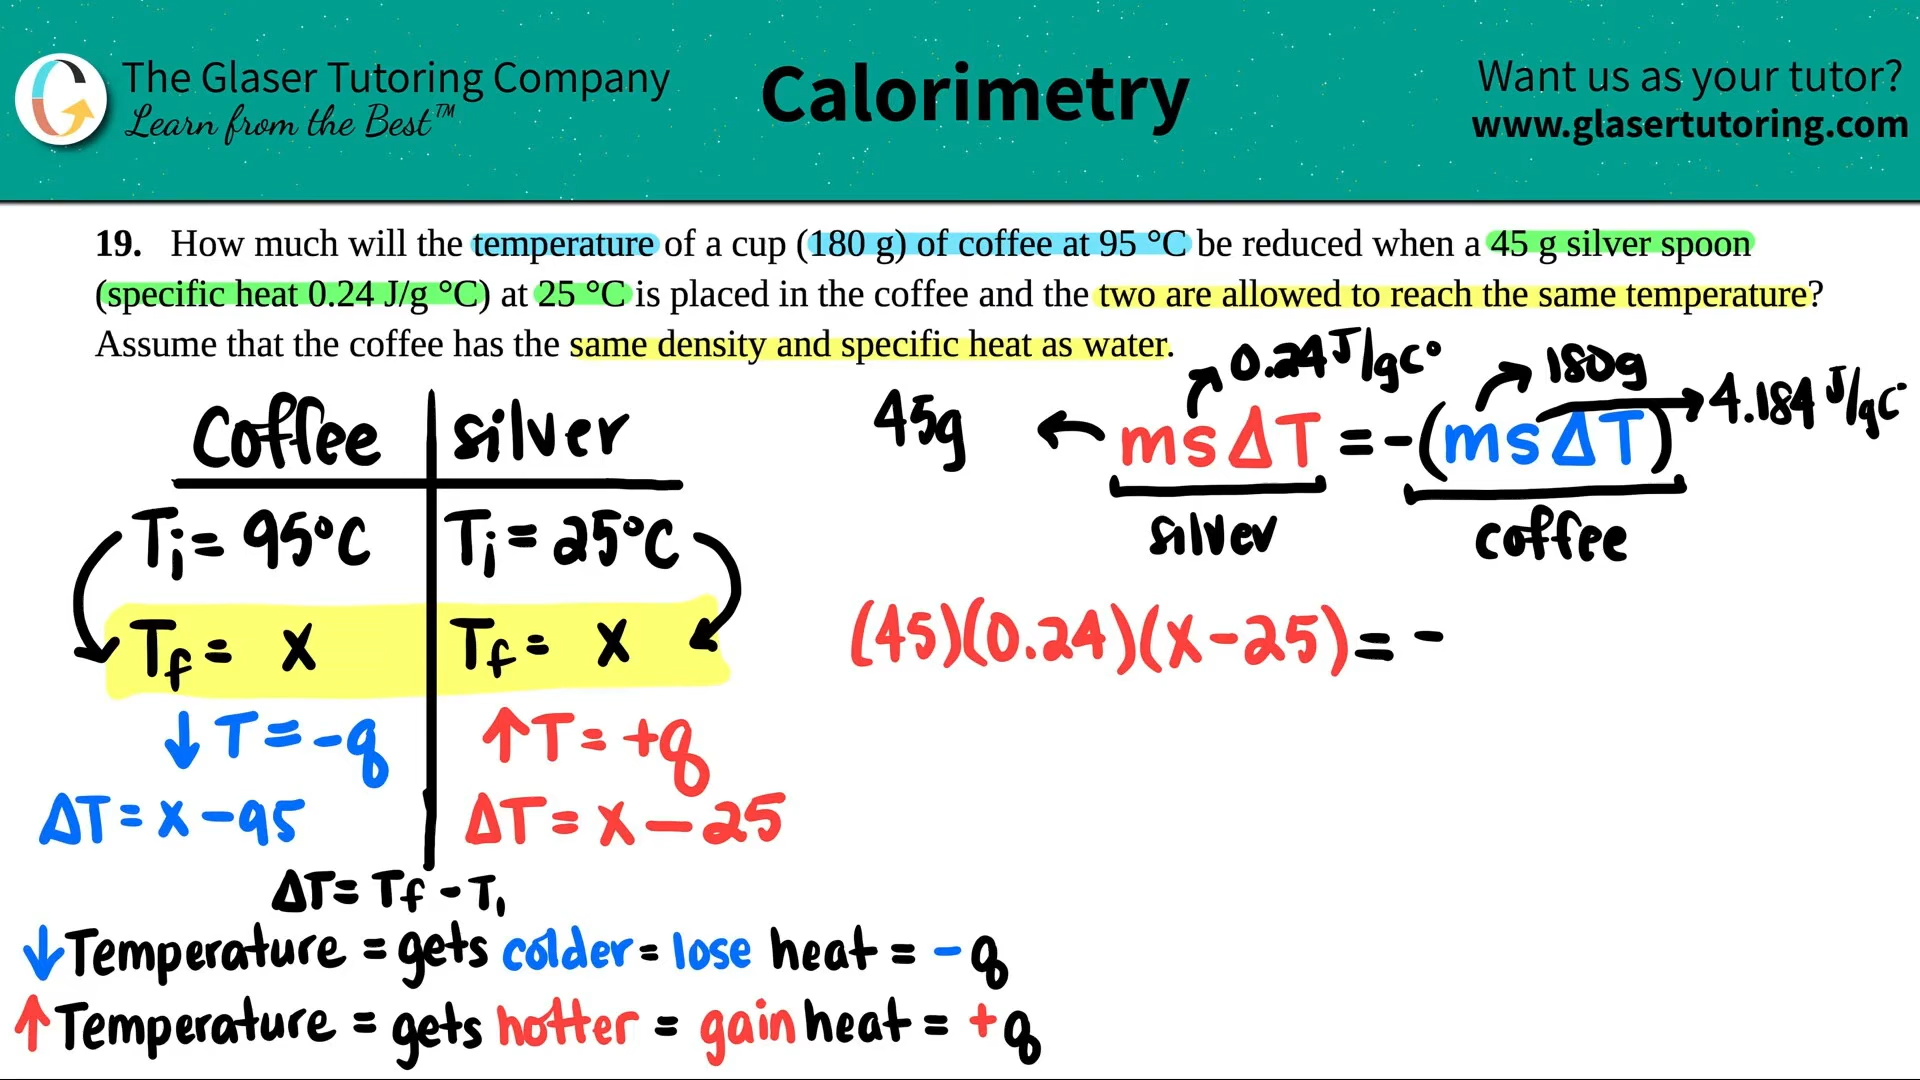 The Glaser Tutoring Company
Learn from the Best™
Calorimetry
Want us as your tutor?
www.glasertutoring.com
19. How much will the temperature of a cup (180 g) of coffee at 95 °C be reduced when a 45 g silver spoon
(specific heat 0.24 J/g °C) at 25 °C is placed in the coffee and the two are allowed to reach the same temperature?
Assume that the coffee has the same density and specific heat as water.
Coffee silver
Ti = 95°C Ti = 25°C
Tf = x Tf = x
↓ T = -q ↑ T = +q
ΔT = x - 95 ΔT = x - 25
ΔT = Tf - Ti
↓ Temperature = gets colder = lose heat = - q
↑ Temperature = gets hotter = gain heat = + q
0.24 J/gC° 180g
45g ← msΔT = -(msΔT) → 4.184 J/gC°
silver coffee
(45)(0.24)(x-25) = -